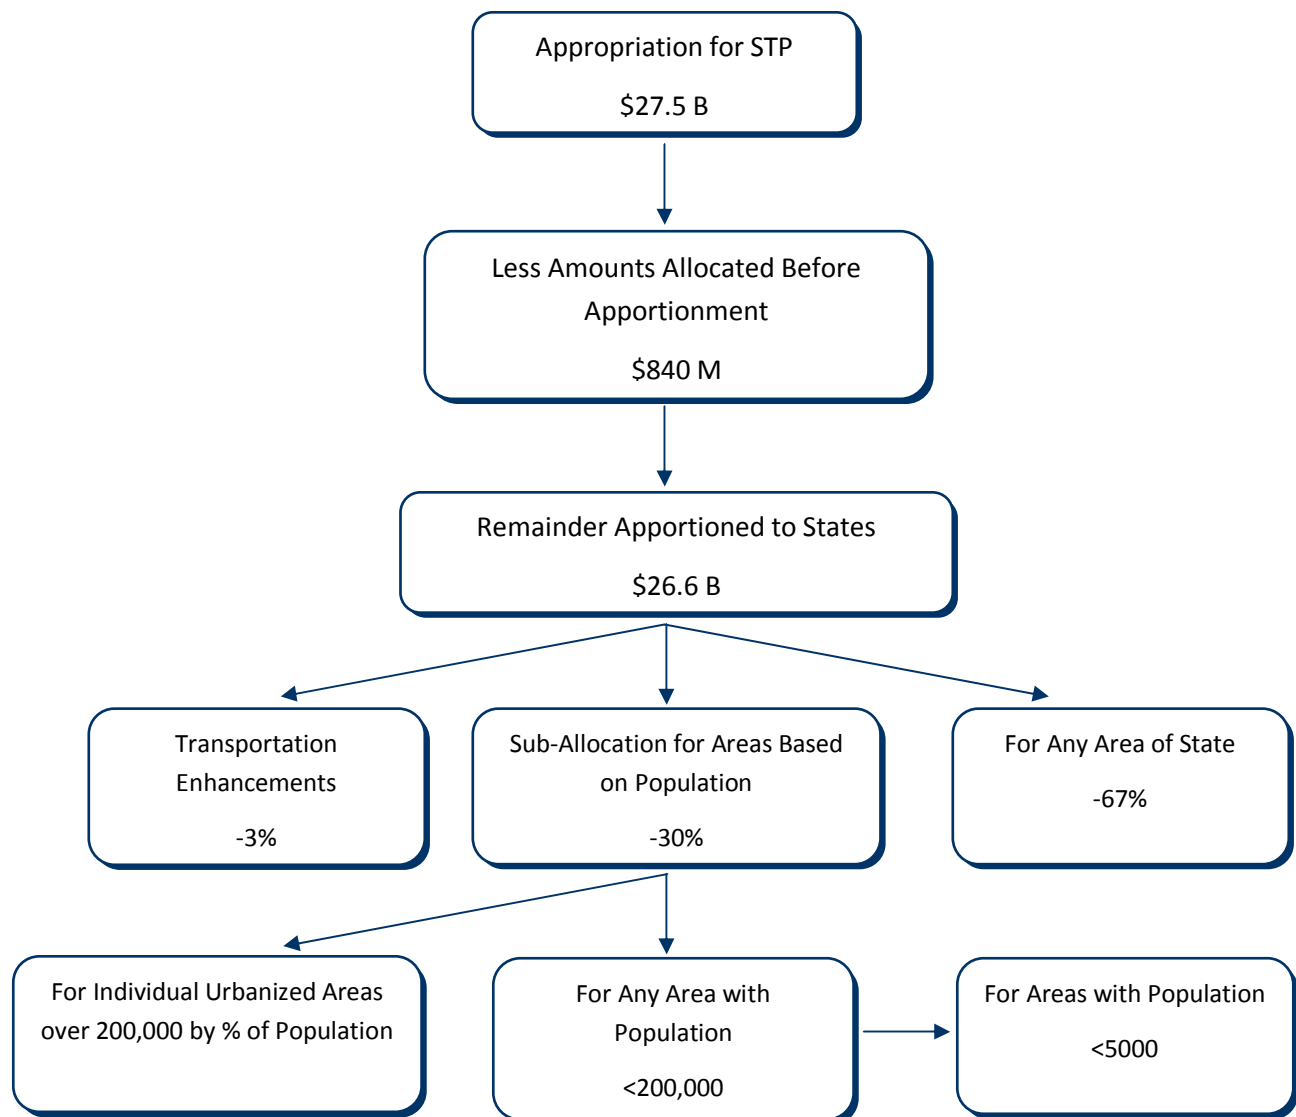 Appropriation for STP
$27.5 B
Less Amounts Allocated Before
Apportionment
$840 M
Remainder Apportioned to States
$26.6 B
Transportation
Enhancements
-3%
Sub-Allocation for Areas Based
on Population
-30%
For Any Area of State
-67%
For Individual Urbanized Areas
over 200,000 by % of Population
For Any Area with
Population
<200,000
For Areas with Population
<5000